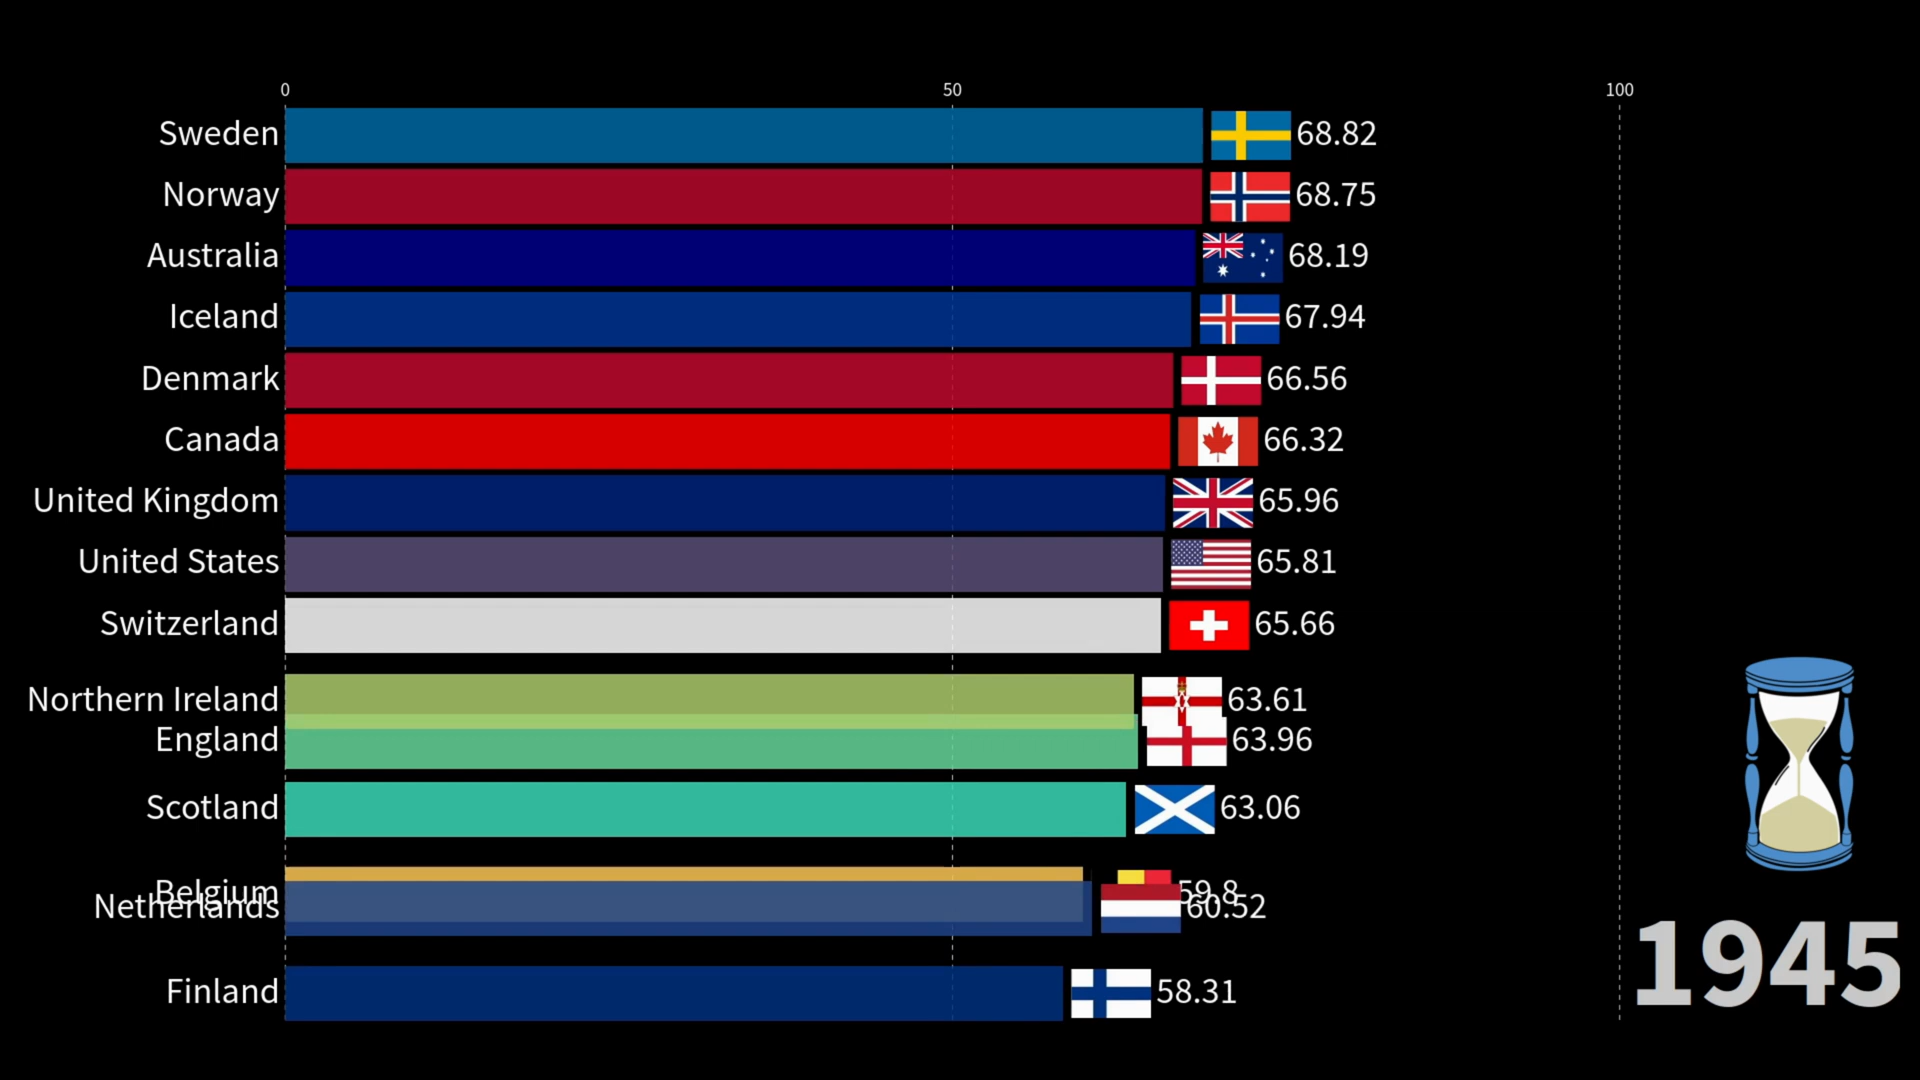 0 50 100
Sweden 68.82
Norway 68.75
Australia 68.19
Iceland 67.94
Denmark 66.56
Canada 66.32
United Kingdom 65.96
United States 65.81
Switzerland 65.66
Northern Ireland 63.61
England 63.96
Scotland 63.06
Belgium 59.8
Netherlands 60.52
Finland 58.31
1945